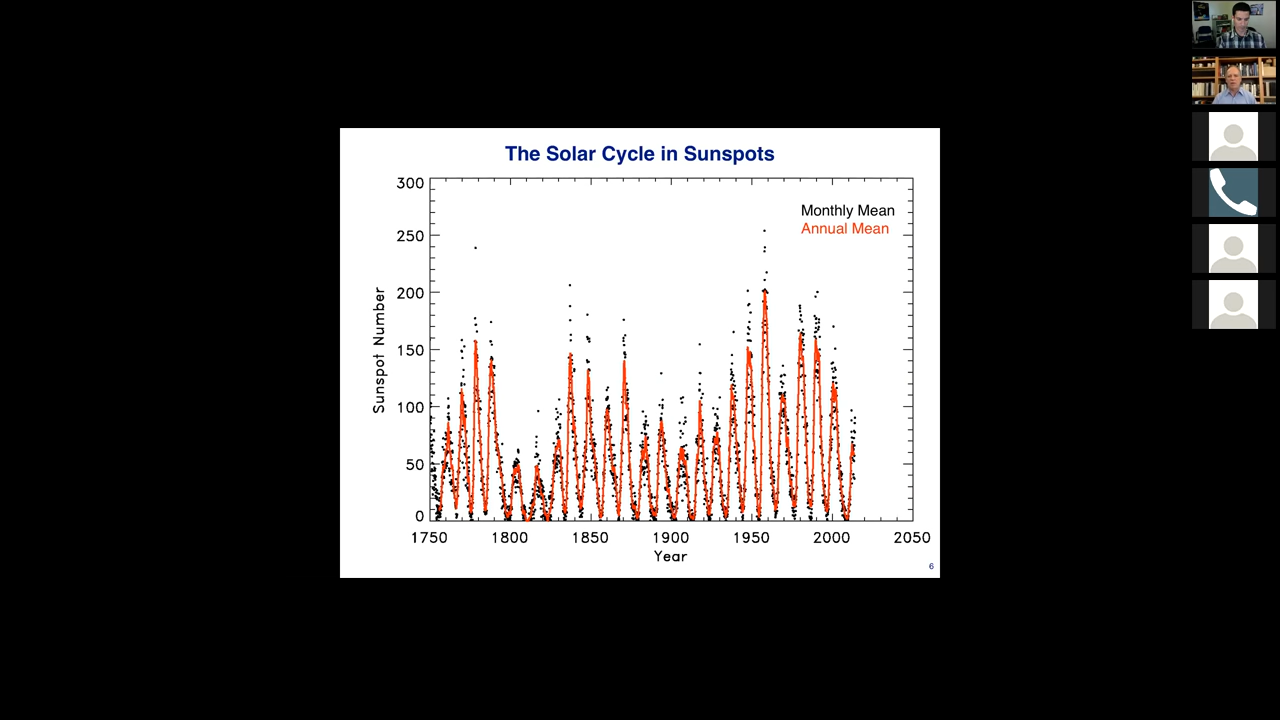 The Solar Cycle in Sunspots
300
250
200
150
100
50
0
Sunspot Number
Monthly Mean
Annual Mean
1750 1800 1850 1900 1950 2000 2050
Year
6